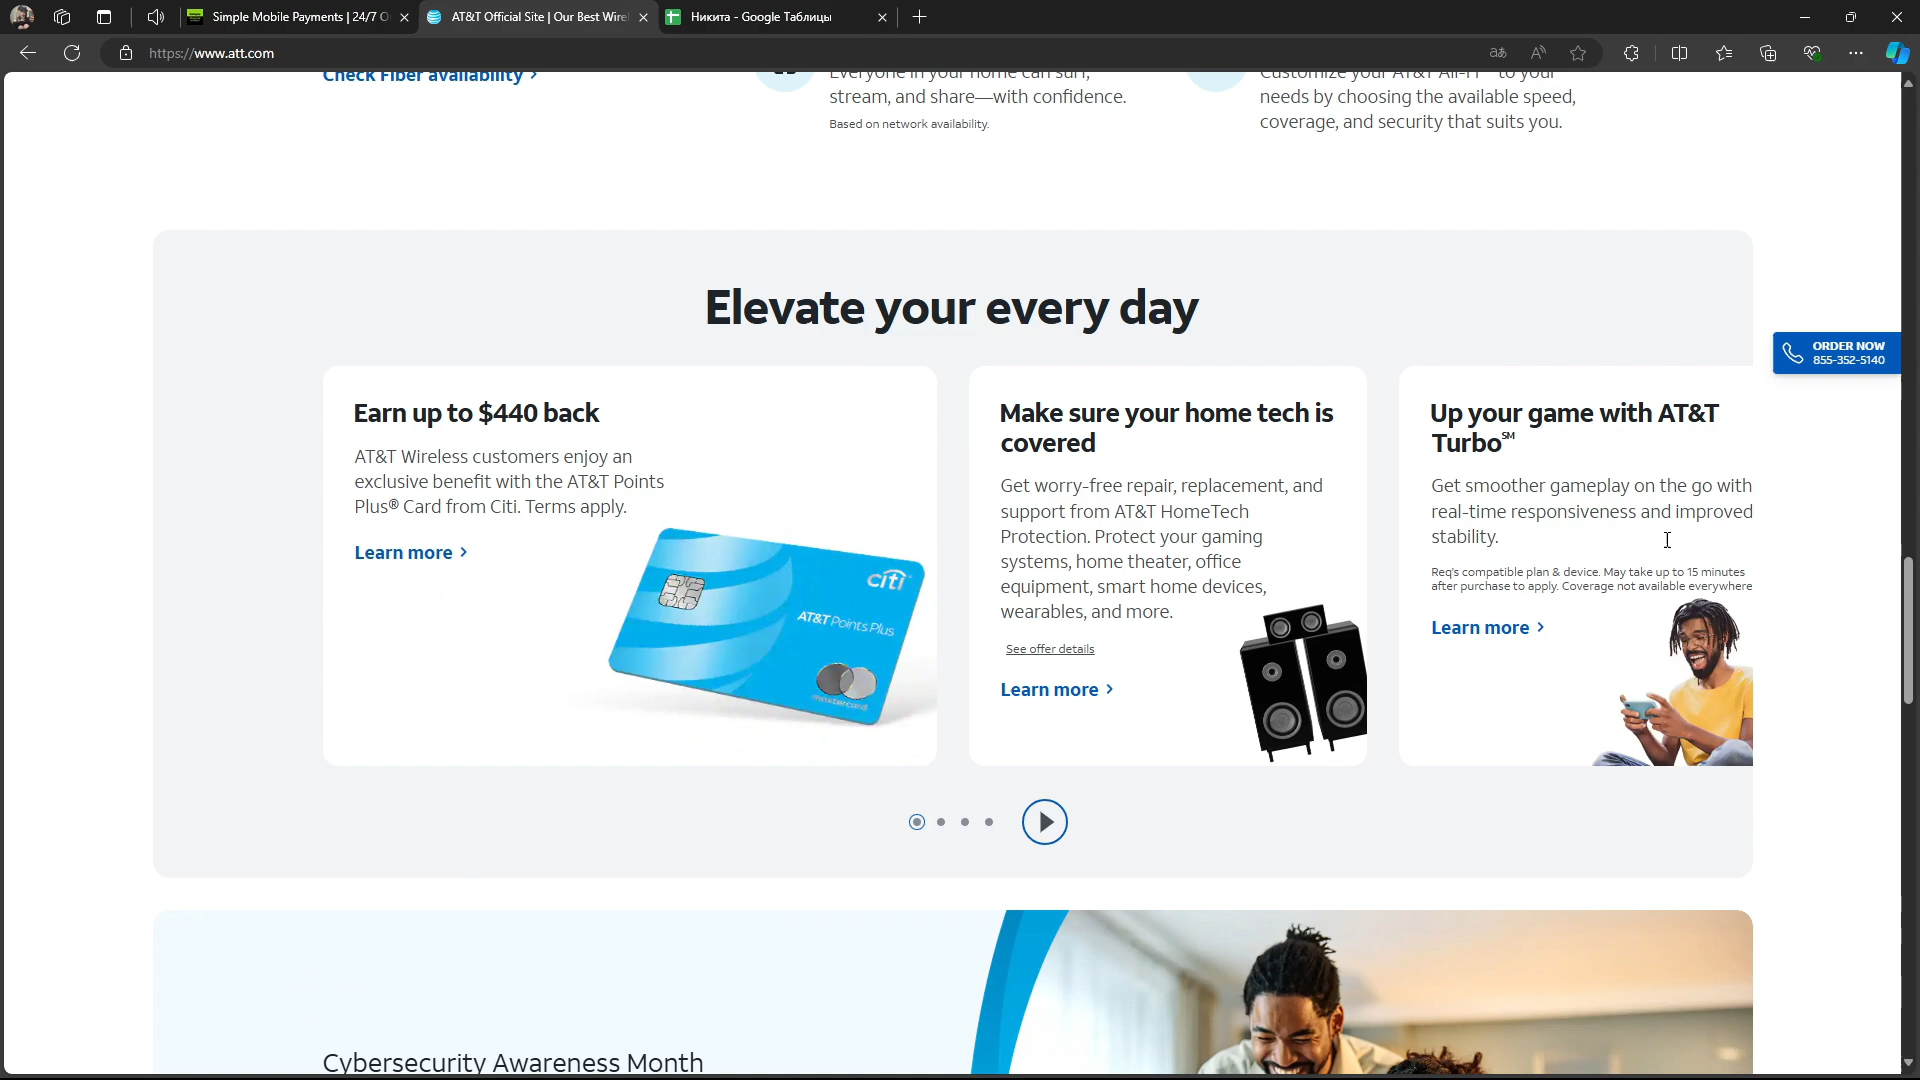 Simple Mobile Payments | 24/7 O
AT&T Official Site | Our Best Wirel
Никита - Google Таблицы
https://www.att.com
Check Fiber availability
Everyone in your home can surf,
stream, and share—with confidence.
Based on network availability.
Customize your AT&T All-Fi™ to your
needs by choosing the available speed,
coverage, and security that suits you.
Elevate your every day
ORDER NOW
855-352-5140
Earn up to $440 back
AT&T Wireless customers enjoy an
exclusive benefit with the AT&T Points
Plus® Card from Citi. Terms apply.
Learn more
citi
AT&T Points Plus
mastercard
Make sure your home tech is
covered
Get worry-free repair, replacement, and
support from AT&T HomeTech
Protection. Protect your gaming
systems, home theater, office
equipment, smart home devices,
wearables, and more.
See offer details
Learn more
Up your game with AT&T
Turbo℠
Get smoother gameplay on the go with
real-time responsiveness and improved
stability.
Req's compatible plan & device. May take up to 15 minutes
after purchase to apply. Coverage not available everywhere
Learn more
Cybersecurity Awareness Month